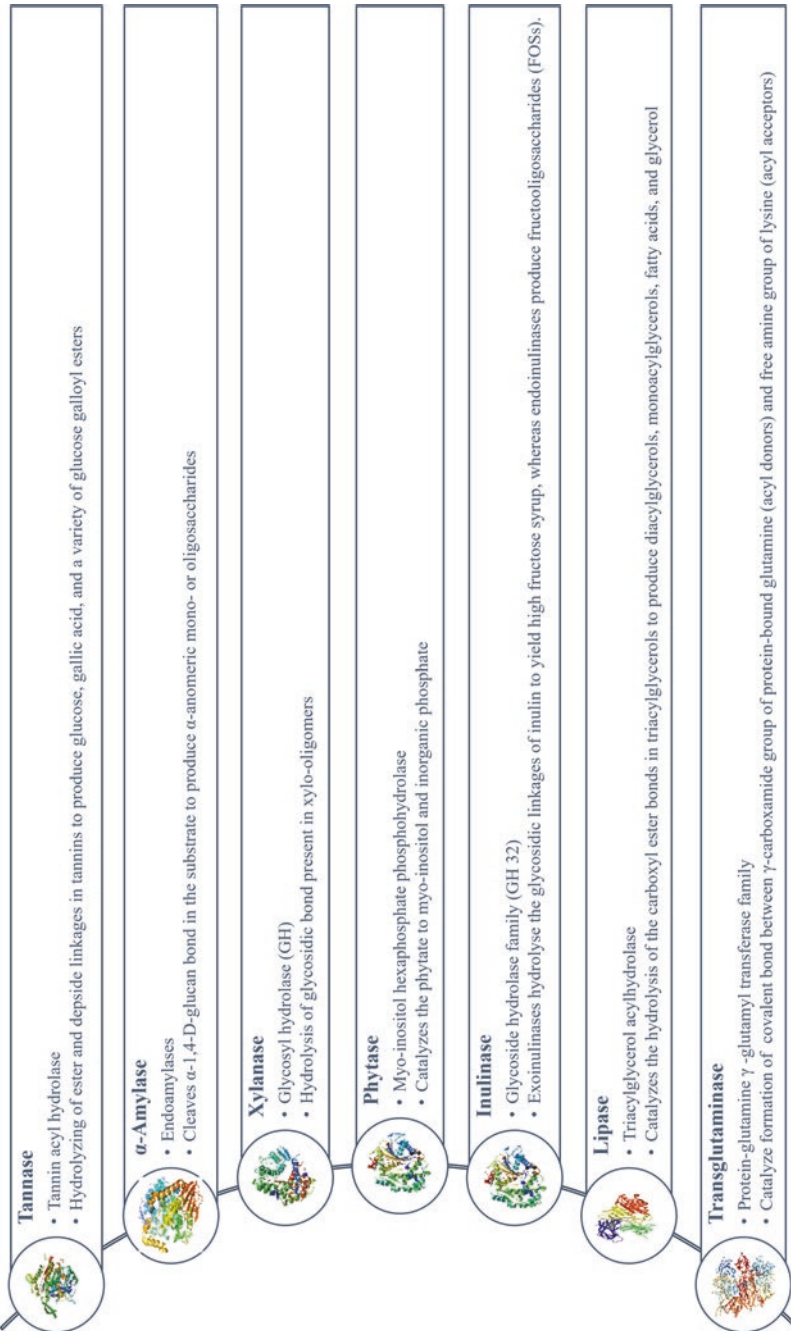 Tannase
• Tannin acyl hydrolase
• Hydrolyzing of ester and depside linkages in tannins to produce glucose, gallic acid, and a variety of glucose galloyl esters
α-Amylase
• Endoamylases
• Cleaves α-1,4-D-glucan bond in the substrate to produce α-anomeric mono- or oligosaccharides
Xylanase
• Glycosyl hydrolase (GH)
• Hydrolysis of glycosidic bond present in xylo-oligomers
Phytase
• Myo-inositol hexaphosphate phosphohydrolase
• Catalyzes the phytate to myo-inositol and inorganic phosphate
Inulinase
• Glycoside hydrolase family (GH 32)
• Exoinulinases hydrolyse the glycosidic linkages of inulin to yield high fructose syrup, whereas endoinulinases produce fructooligosaccharides (FOSs).
Lipase
• Triacylglycerol acylhydrolase
• Catalyzes the hydrolysis of the carboxyl ester bonds in triacylglycerols to produce diacylglycerols, monoacylglycerols, fatty acids, and glycerol
Transglutaminase
• Protein-glutamine γ -glutamyl transferase family
• Catalyze formation of covalent bond between γ-carboxamide group of protein-bound glutamine (acyl donors) and free amine group of lysine (acyl acceptors)